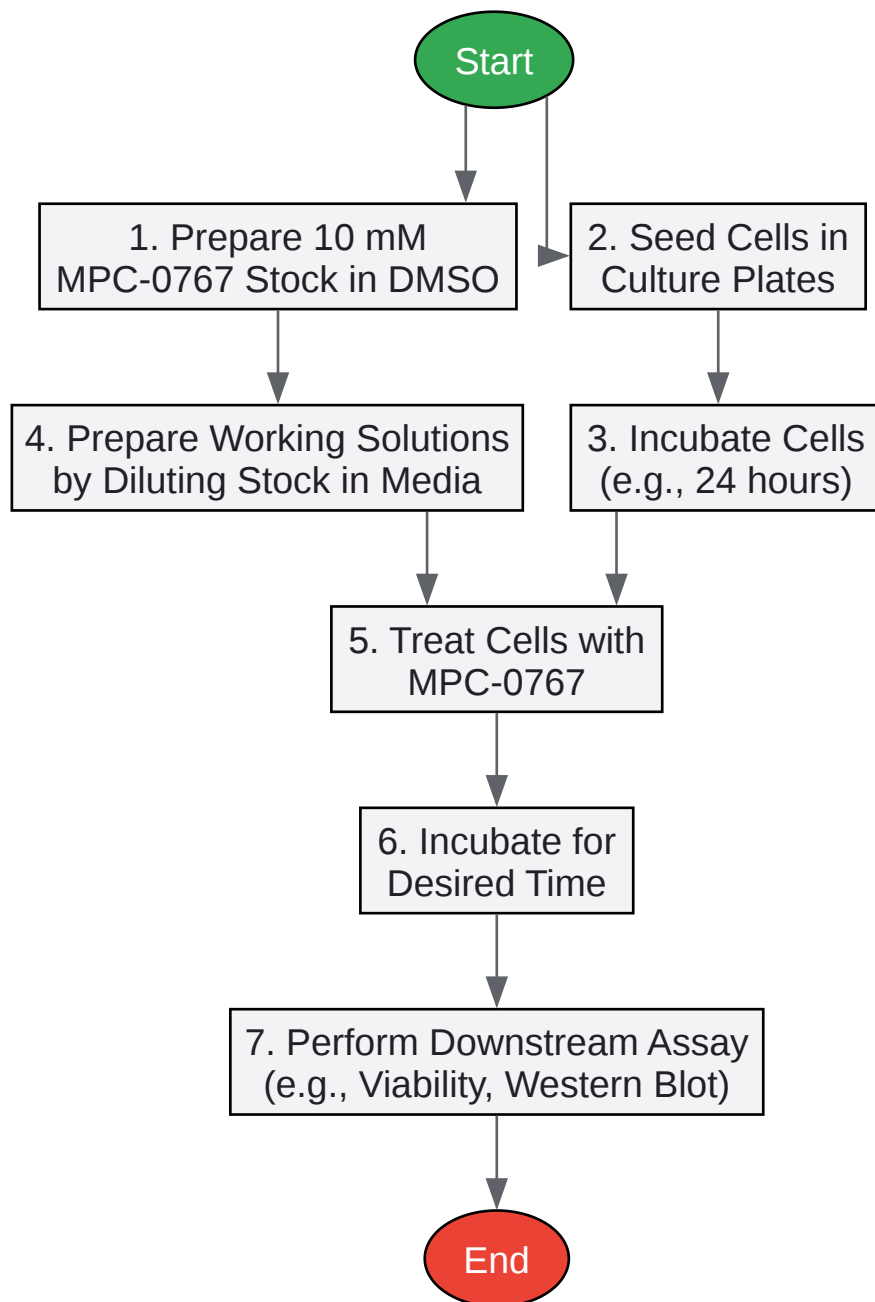 Start
1. Prepare 10 mM
MPC-0767 Stock in DMSO
2. Seed Cells in
Culture Plates
4. Prepare Working Solutions
by Diluting Stock in Media
3. Incubate Cells
(e.g., 24 hours)
5. Treat Cells with
MPC-0767
6. Incubate for
Desired Time
7. Perform Downstream Assay
(e.g., Viability, Western Blot)
End